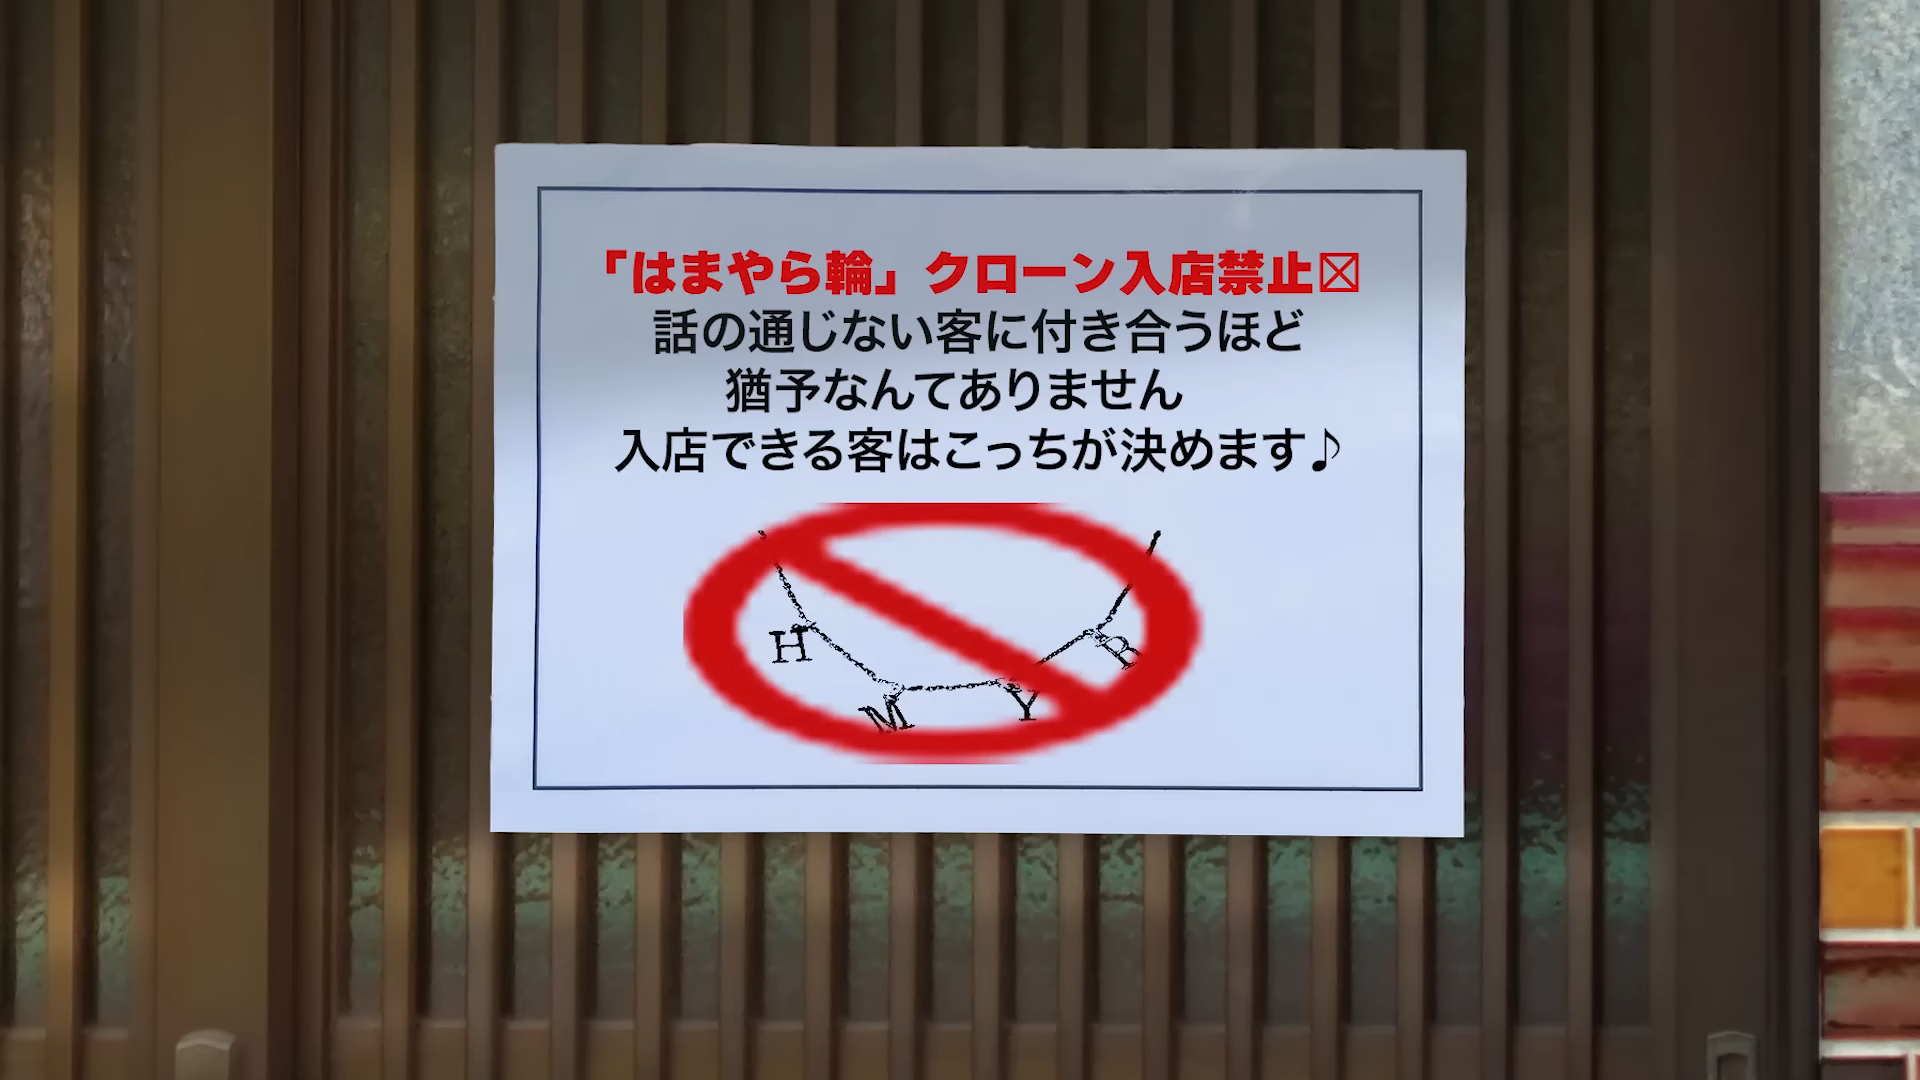 「はまやら輪」クローン入店禁止☒
話の通じない客に付き合うほど
猶予なんてありません
入店できる客はこっちが決めます♪
H M Y B